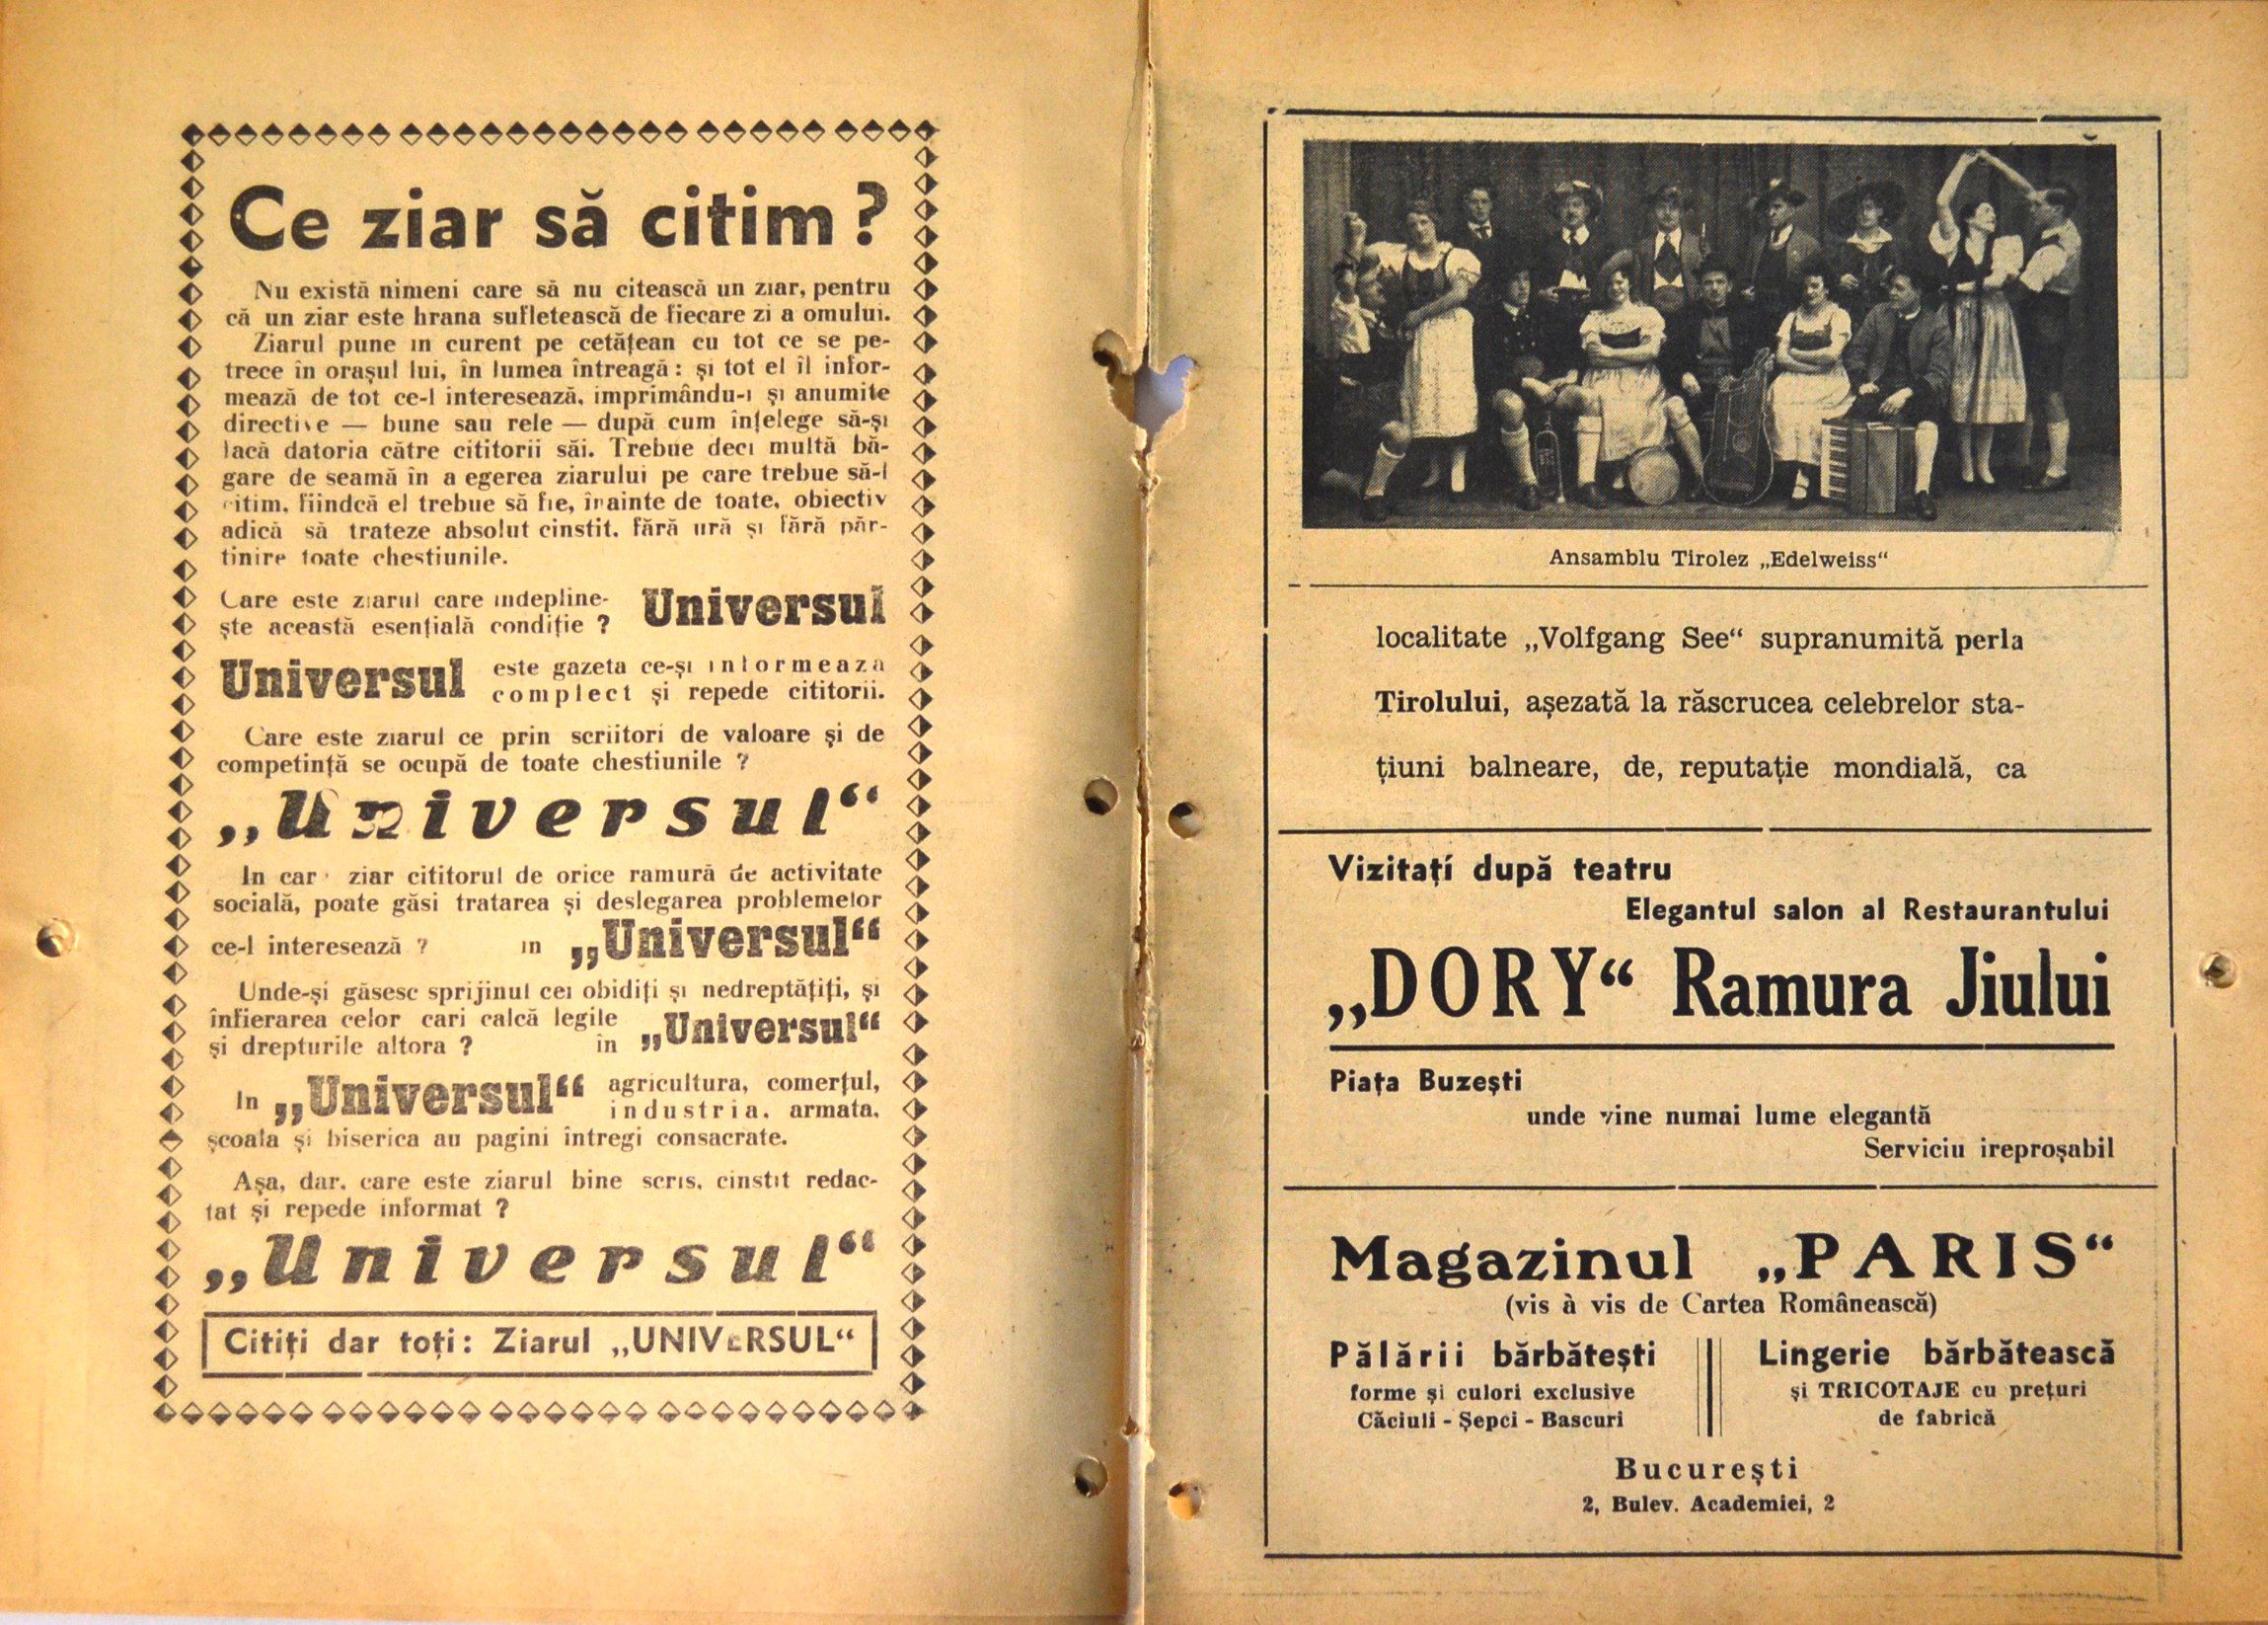 Ce ziar să citim?
Nu există nimeni care să nu citească un ziar, pentru
că un ziar este hrana sufletească de fiecare zi a omului.
Ziarul pune in curent pe cetățean cu tot ce se pe-
trece în orașul lui, în lumea întreagă: și tot el îl infor-
mează de tot ce-l interesează, imprimându-i și anumite
directive — bune sau rele — după cum înțelege să-și
facă datoria către cititorii săi. Trebue deci multă bă-
gare de seamă în a egerea ziarului pe care trebue să-l
citim, fiindcă el trebue să fie, înainte de toate, obiectiv
adică să trateze absolut cinstit, fără ură și fără păr-
tinire toate chestiunile.
Care este ziarul care indepline- Universul
ște această esențială condiție ?
Universul este gazeta ce-și informeaza
complect și repede cititorii.
Care este ziarul ce prin scriitori de valoare și de
competință se ocupă de toate chestiunile ?
„Universul“
In car ziar cititorul de orice ramură de activitate
socială, poate găsi tratarea și deslegarea problemelor
ce-l interesează ? in „Universul“
Unde-și găsesc sprijinul cei obidiți și nedreptățiți, și
înfierarea celor cari calcă legile
și drepturile altora ? în „Universul“
In „Universul“ agricultura, comerțul,
industria, armata,
școala și biserica au pagini întregi consacrate.
Așa, dar, care este ziarul bine scris, cinstit redac-
tat și repede informat ?
„Universul“
Citiți dar toți: Ziarul „UNIVERSUL“
Ansamblu Tirolez „Edelweiss“
localitate „Volfgang See“ supranumită perla
Tirolului, așezată la răscrucea celebrelor sta-
țiuni balneare, de, reputație mondială, ca
Vizitați după teatru
Elegantul salon al Restaurantului
„DORY“ Ramura Jiului
Piața Buzești
unde vine numai lume elegantă
Serviciu ireproșabil
Magazinul „PARIS“
(vis à vis de Cartea Românească)
Pălării bărbătești
forme și culori exclusive
Căciuli - Șepci - Bascuri
Lingerie bărbătească
și TRICOTAJE cu prețuri
de fabrică
București
2, Bulev. Academiei, 2